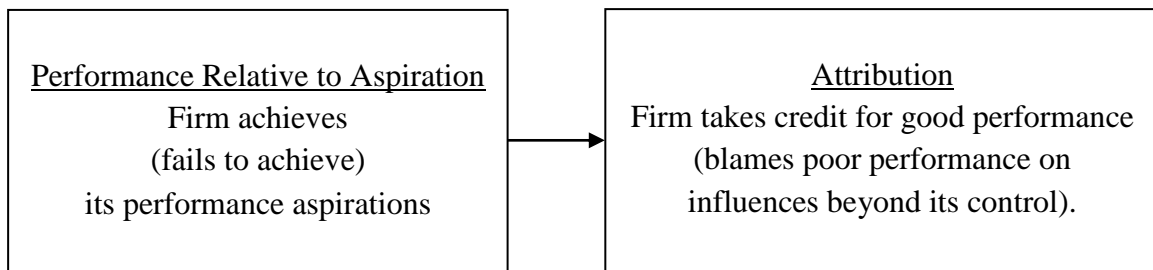 Performance Relative to Aspiration
Firm achieves
(fails to achieve)
its performance aspirations
Attribution
Firm takes credit for good performance
(blames poor performance on
influences beyond its control).